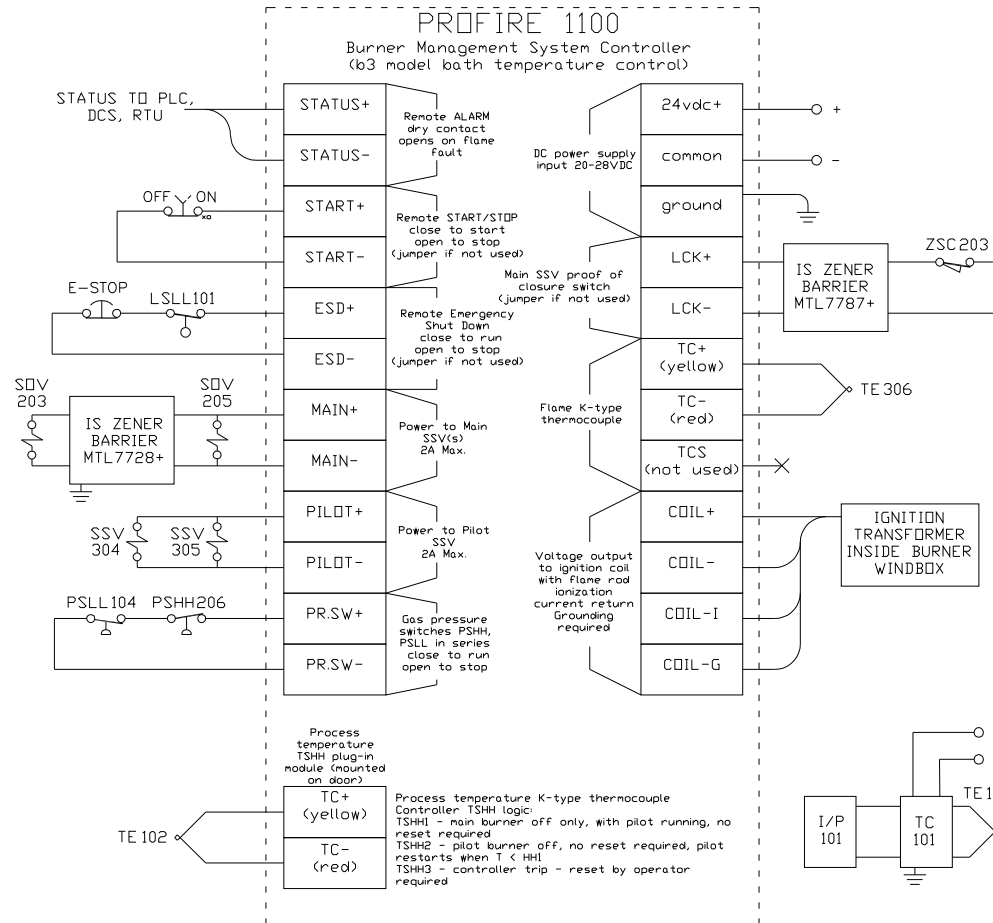 PROFIRE 1100
Burner Management System Controller
(b3 model bath temperature control)
STATUS TO PLC,
DCS, RTU
STATUS+
STATUS-
Remote ALARM
dry contact
opens on flame
fault
OFF ON
xo
START+
START-
Remote START/STOP
close to start
open to stop
(jumper if not used)
E-STOP
LSLL101
ESD+
ESD-
Remote Emergency
Shut Down
close to run
open to stop
(jumper if not used)
SOV
203
IS ZENER
BARRIER
MTL7728+
SOV
205
MAIN+
MAIN-
Power to Main
SSV(s)
2A Max.
SSV
304
SSV
305
PILOT+
PILOT-
Power to Pilot
SSV
2A Max.
PSLL104 PSHH206
PR.SW+
PR.SW-
Gas pressure
switches PSHH,
PSLL in series
close to run
open to stop
DC power supply
input 20-28VDC
24vdc+
common
ground
+
-
Main SSV proof of
closure switch
(jumper if not used)
LCK+
LCK-
IS ZENER
BARRIER
MTL7787+
ZSC203
Flame K-type
thermocouple
TC+
(yellow)
TC-
(red)
TCS
(not used)
TE306
Voltage output
to ignition coil
with flame rod
ionization
current return
Grounding
required
COIL+
COIL-
COIL-I
COIL-G
IGNITION
TRANSFORMER
INSIDE BURNER
WINDBOX
Process
temperature
TSHH plug-in
module (mounted
on door)
TE102
TC+
(yellow)
TC-
(red)
Process temperature K-type thermocouple
Controller TSHH logic:
TSHH1 - main burner off only, with pilot running, no
reset required
TSHH2 - pilot burner off, no reset required, pilot
restarts when T < HH1
TSHH3 - controller trip - reset by operator
required
I/P
101
TC
101
TE1